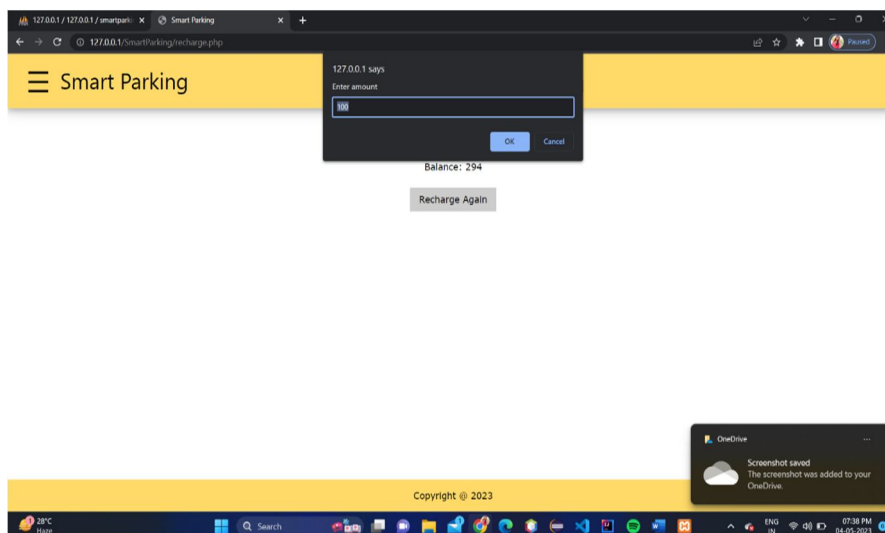 127.0.0.1 / 127.0.0.1 / smartparki
Smart Parking
127.0.0.1/SmartParking/recharge.php
Paused
Smart Parking
127.0.0.1 says
Enter amount
100
OK
Cancel
Balance: 294
Recharge Again
OneDrive
Screenshot saved
The screenshot was added to your
OneDrive.
Copyright @ 2023
28°C
Haze
Search
ENG
IN
07:38 PM
04-05-2023